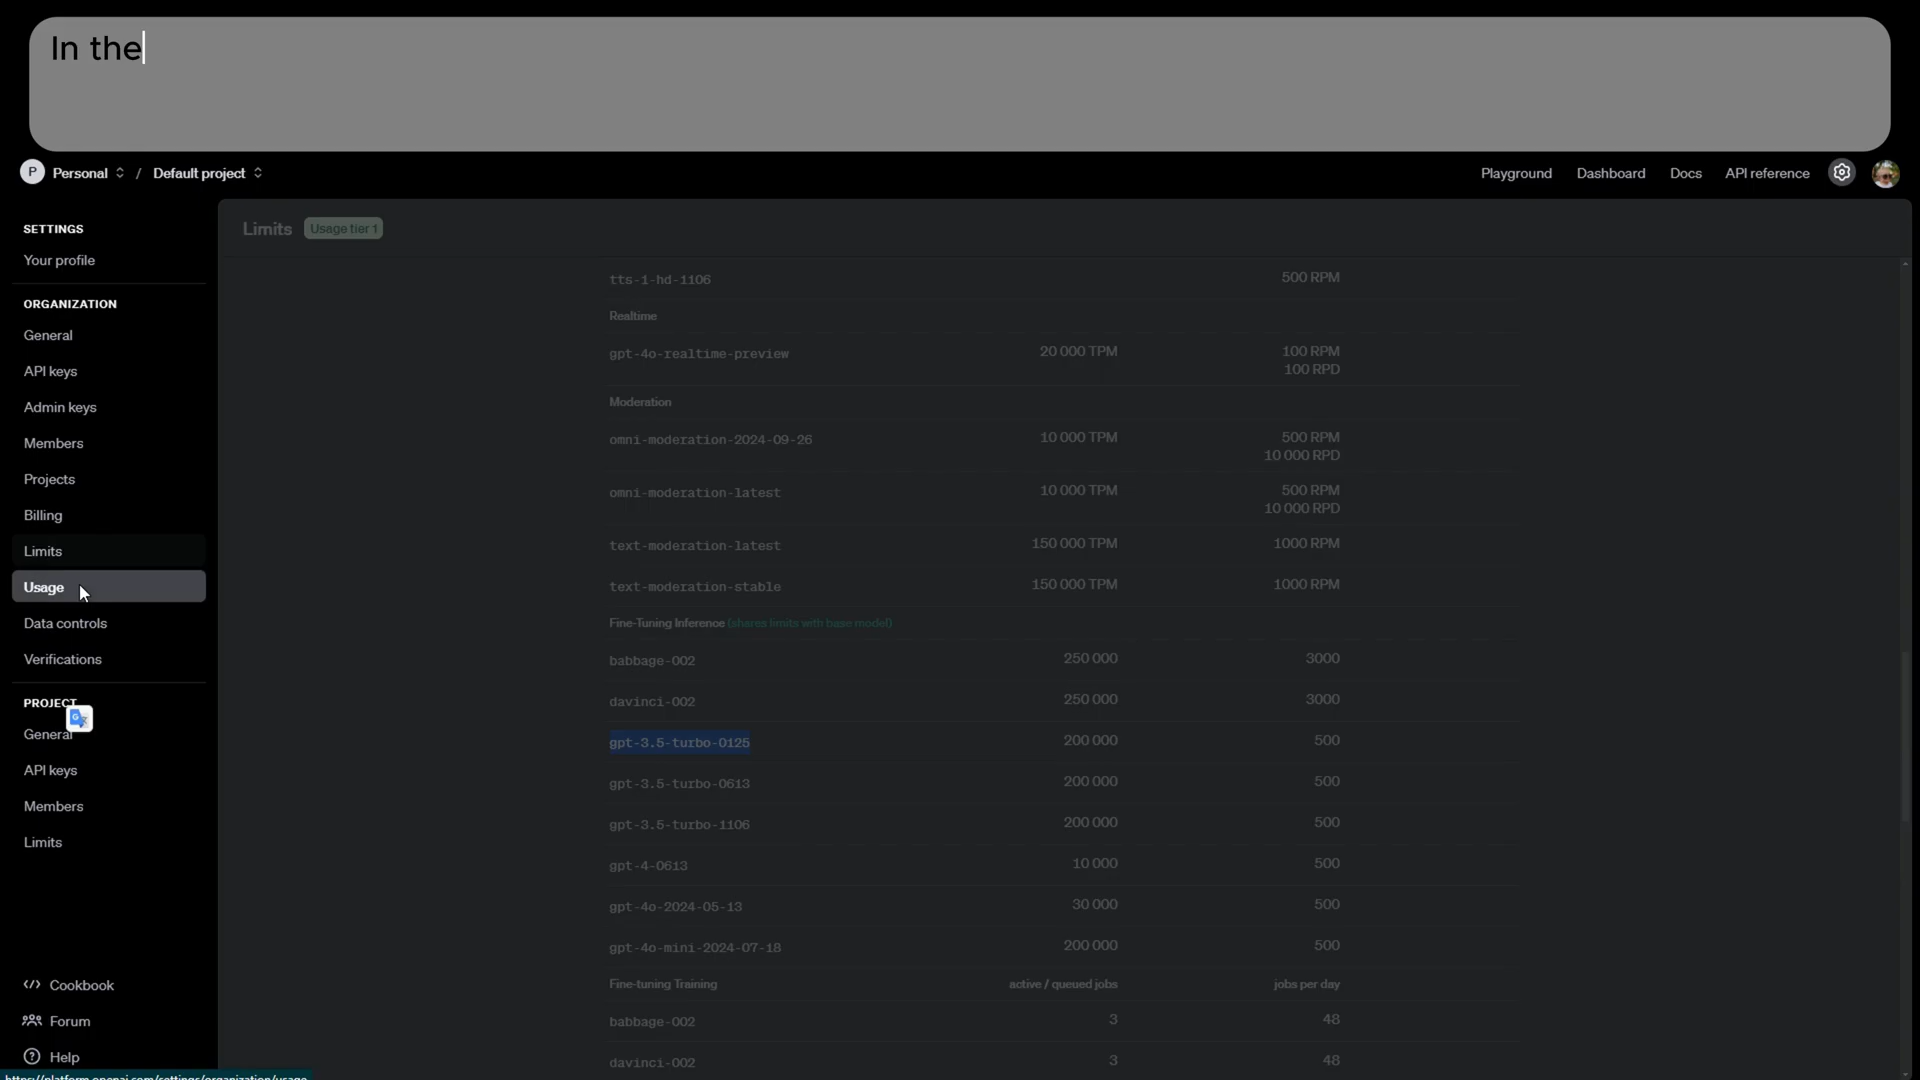 In the
P Personal / Default project
Playground Dashboard Docs API reference
SETTINGS
Your profile
ORGANIZATION
General
API keys
Admin keys
Members
Projects
Billing
Limits
Usage
Data controls
Verifications
PROJECT
General
API keys
Members
Limits
Cookbook
Forum
Help
https://platform.openai.com/settings/organization/usage
Limits Usage tier 1
tts-1-hd-1106 500 RPM
Realtime
gpt-4o-realtime-preview 20 000 TPM 100 RPM
100 RPD
Moderation
omni-moderation-2024-09-26 10 000 TPM 500 RPM
10 000 RPD
omni-moderation-latest 10 000 TPM 500 RPM
10 000 RPD
text-moderation-latest 150 000 TPM 1000 RPM
text-moderation-stable 150 000 TPM 1000 RPM
Fine-Tuning Inference (shares limits with base model)
babbage-002 250 000 3000
davinci-002 250 000 3000
gpt-3.5-turbo-0125 200 000 500
gpt-3.5-turbo-0613 200 000 500
gpt-3.5-turbo-1106 200 000 500
gpt-4-0613 10 000 500
gpt-4o-2024-05-13 30 000 500
gpt-4o-mini-2024-07-18 200 000 500
Fine-tuning Training active / queued jobs jobs per day
babbage-002 3 48
davinci-002 3 48